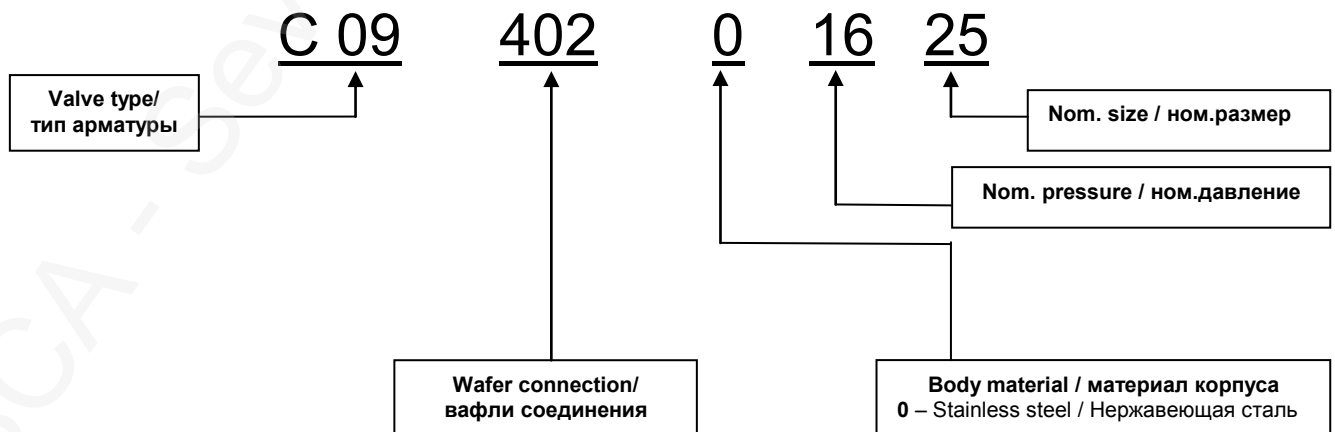 C 09 402 0 16 25
Valve type/
тип арматуры
Nom. size / ном.размер
Nom. pressure / ном.давление
Wafer connection/
вафли соединения
Body material / материал корпуса
0 – Stainless steel / Нержавеющая сталь